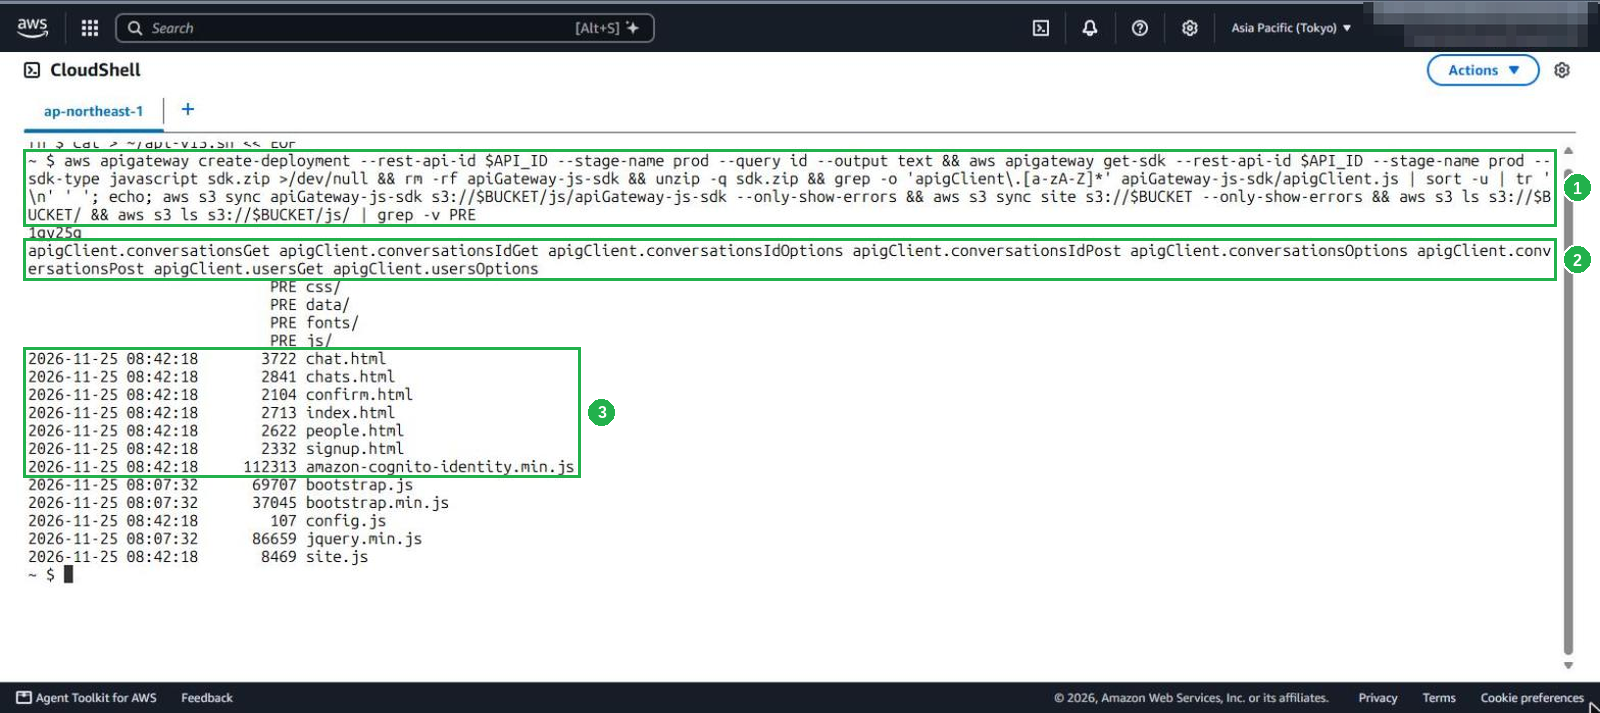 aws
Search [Alt+S]
Asia Pacific (Tokyo)
CloudShell
Actions
ap-northeast-1 +
~ $ aws apigateway create-deployment --rest-api-id $API_ID --stage-name prod --query id --output text && aws apigateway get-sdk --rest-api-id $API_ID --stage-name prod --
sdk-type javascript sdk.zip >/dev/null && rm -rf apiGateway-js-sdk && unzip -q sdk.zip && grep -o 'apigClient\.[a-zA-Z]*' apiGateway-js-sdk/apigClient.js | sort -u | tr '
\n' ' '; echo; aws s3 sync apiGateway-js-sdk s3://$BUCKET/js/apiGateway-js-sdk --only-show-errors && aws s3 sync site s3://$BUCKET --only-show-errors && aws s3 ls s3://$B
UCKET/ && aws s3 ls s3://$BUCKET/js/ | grep -v PRE
1
apigClient.conversationsGet apigClient.conversationsIdGet apigClient.conversationsIdOptions apigClient.conversationsIdPost apigClient.conversationsOptions apigClient.conv
ersationsPost apigClient.usersGet apigClient.usersOptions
2
PRE css/
PRE data/
PRE fonts/
PRE js/
2026-11-25 08:42:18 3722 chat.html
2026-11-25 08:42:18 2841 chats.html
2026-11-25 08:42:18 2104 confirm.html
2026-11-25 08:42:18 2713 index.html
3
2026-11-25 08:42:18 2622 people.html
2026-11-25 08:42:18 2332 signup.html
2026-11-25 08:42:18 112313 amazon-cognito-identity.min.js
2026-11-25 08:07:32 69707 bootstrap.js
2026-11-25 08:07:32 37045 bootstrap.min.js
2026-11-25 08:42:18 107 config.js
2026-11-25 08:07:32 86659 jquery.min.js
2026-11-25 08:42:18 8469 site.js
~ $
Agent Toolkit for AWS Feedback © 2026, Amazon Web Services, Inc. or its affiliates. Privacy Terms Cookie preferences